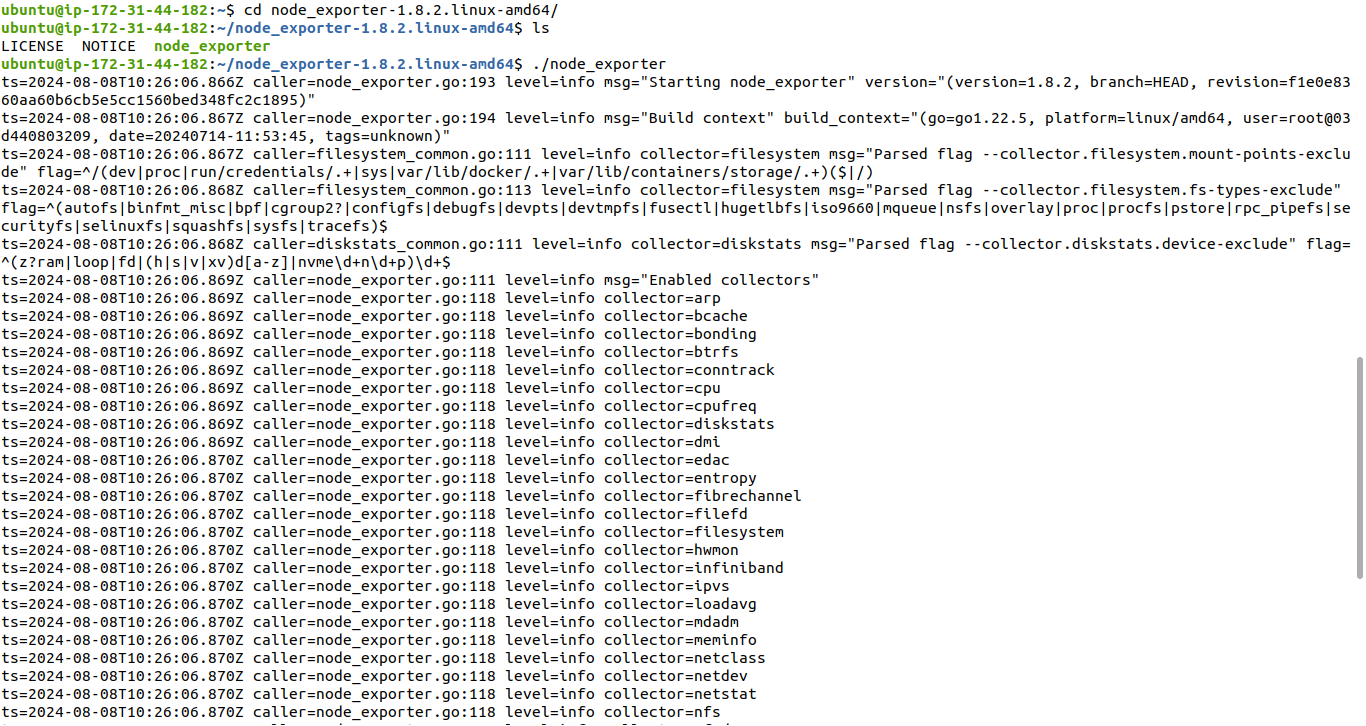 ubuntu@ip-172-31-44-182:~$ cd node_exporter-1.8.2.linux-amd64/
ubuntu@ip-172-31-44-182:~/node_exporter-1.8.2.linux-amd64$ ls
LICENSE  NOTICE  node_exporter
ubuntu@ip-172-31-44-182:~/node_exporter-1.8.2.linux-amd64$ ./node_exporter
ts=2024-08-08T10:26:06.866Z caller=node_exporter.go:193 level=info msg="Starting node_exporter" version="(version=1.8.2, branch=HEAD, revision=f1e0e83
60aa60b6cb5e5cc1560bed348fc2c1895)"
ts=2024-08-08T10:26:06.867Z caller=node_exporter.go:194 level=info msg="Build context" build_context="(go=go1.22.5, platform=linux/amd64, user=root@03
d440803209, date=20240714-11:53:45, tags=unknown)"
ts=2024-08-08T10:26:06.867Z caller=filesystem_common.go:111 level=info collector=filesystem msg="Parsed flag --collector.filesystem.mount-points-exclu
de" flag=^/(dev|proc|run/credentials/.+|sys|var/lib/docker/.+|var/lib/containers/storage/.+)($|/)
ts=2024-08-08T10:26:06.868Z caller=filesystem_common.go:113 level=info collector=filesystem msg="Parsed flag --collector.filesystem.fs-types-exclude"
flag=^(autofs|binfmt_misc|bpf|cgroup2?|configfs|debugfs|devpts|devtmpfs|fusectl|hugetlbfs|iso9660|mqueue|nsfs|overlay|proc|procfs|pstore|rpc_pipefs|se
curityfs|selinuxfs|squashfs|sysfs|tracefs)$
ts=2024-08-08T10:26:06.868Z caller=diskstats_common.go:111 level=info collector=diskstats msg="Parsed flag --collector.diskstats.device-exclude" flag=
^(z?ram|loop|fd|(h|s|v|xv)d[a-z]|nvme\d+n\d+p)\d+$
ts=2024-08-08T10:26:06.869Z caller=node_exporter.go:111 level=info msg="Enabled collectors"
ts=2024-08-08T10:26:06.869Z caller=node_exporter.go:118 level=info collector=arp
ts=2024-08-08T10:26:06.869Z caller=node_exporter.go:118 level=info collector=bcache
ts=2024-08-08T10:26:06.869Z caller=node_exporter.go:118 level=info collector=bonding
ts=2024-08-08T10:26:06.869Z caller=node_exporter.go:118 level=info collector=btrfs
ts=2024-08-08T10:26:06.869Z caller=node_exporter.go:118 level=info collector=conntrack
ts=2024-08-08T10:26:06.869Z caller=node_exporter.go:118 level=info collector=cpu
ts=2024-08-08T10:26:06.869Z caller=node_exporter.go:118 level=info collector=cpufreq
ts=2024-08-08T10:26:06.869Z caller=node_exporter.go:118 level=info collector=diskstats
ts=2024-08-08T10:26:06.869Z caller=node_exporter.go:118 level=info collector=dmi
ts=2024-08-08T10:26:06.870Z caller=node_exporter.go:118 level=info collector=edac
ts=2024-08-08T10:26:06.870Z caller=node_exporter.go:118 level=info collector=entropy
ts=2024-08-08T10:26:06.870Z caller=node_exporter.go:118 level=info collector=fibrechannel
ts=2024-08-08T10:26:06.870Z caller=node_exporter.go:118 level=info collector=filefd
ts=2024-08-08T10:26:06.870Z caller=node_exporter.go:118 level=info collector=filesystem
ts=2024-08-08T10:26:06.870Z caller=node_exporter.go:118 level=info collector=hwmon
ts=2024-08-08T10:26:06.870Z caller=node_exporter.go:118 level=info collector=infiniband
ts=2024-08-08T10:26:06.870Z caller=node_exporter.go:118 level=info collector=ipvs
ts=2024-08-08T10:26:06.870Z caller=node_exporter.go:118 level=info collector=loadavg
ts=2024-08-08T10:26:06.870Z caller=node_exporter.go:118 level=info collector=mdadm
ts=2024-08-08T10:26:06.870Z caller=node_exporter.go:118 level=info collector=meminfo
ts=2024-08-08T10:26:06.870Z caller=node_exporter.go:118 level=info collector=netclass
ts=2024-08-08T10:26:06.870Z caller=node_exporter.go:118 level=info collector=netdev
ts=2024-08-08T10:26:06.870Z caller=node_exporter.go:118 level=info collector=netstat
ts=2024-08-08T10:26:06.870Z caller=node_exporter.go:118 level=info collector=nfs